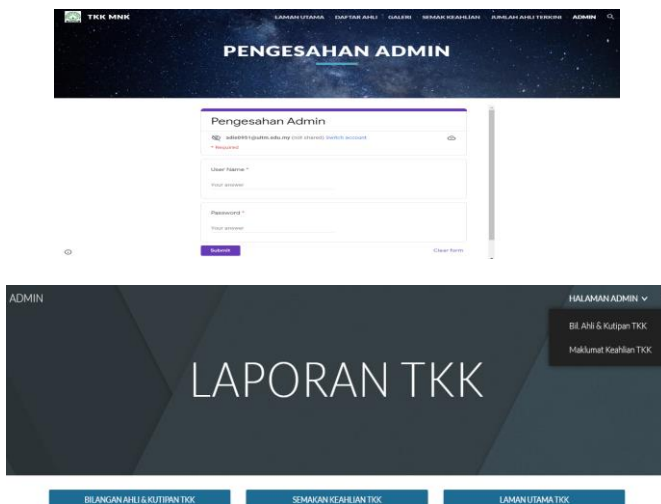 TKK MNK
LAMAN UTAMA DAFTAR AHLI GALERI SEMAK KEAHLIAN JUMLAH AHLI TERKINI ADMIN
PENGESAHAN ADMIN
Pengesahan Admin
(not shared) switch account
* Required
User Name *
Your answer
Password *
Your answer
Submit Clear form
ADMIN HALAMAN ADMIN
Bil. Ahli & Kutipan TKK
Maklumat Keahlian TKK
LAPORAN TKK
BILANGAN AHLI & KUTIPAN TKK SEMAKAN KEAHLIAN TKK LAMAN UTAMA TKK